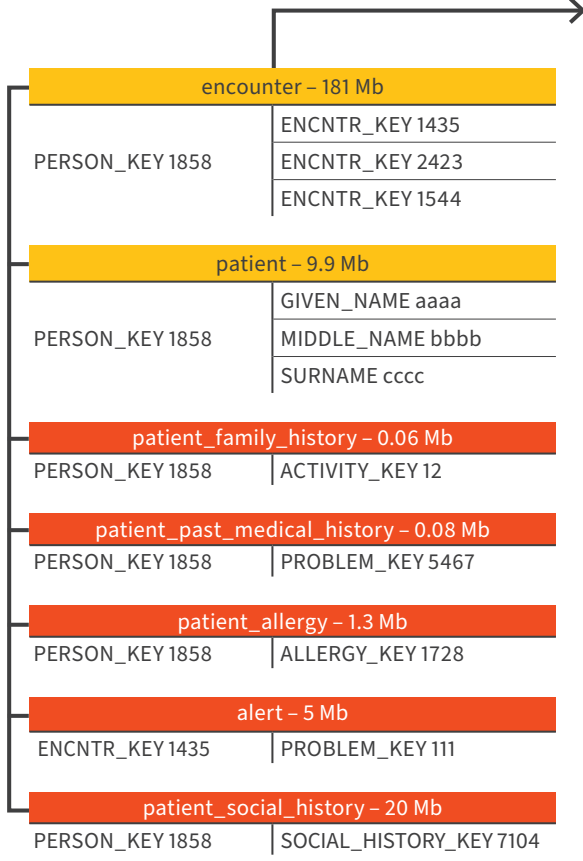 encounter – 181 Mb
PERSON_KEY 1858
ENCNTR_KEY 1435
ENCNTR_KEY 2423
ENCNTR_KEY 1544
patient – 9.9 Mb
PERSON_KEY 1858
GIVEN_NAME aaaa
MIDDLE_NAME bbbb
SURNAME cccc
patient_family_history – 0.06 Mb
PERSON_KEY 1858 ACTIVITY_KEY 12
patient_past_medical_history – 0.08 Mb
PERSON_KEY 1858 PROBLEM_KEY 5467
patient_allergy – 1.3 Mb
PERSON_KEY 1858 ALLERGY_KEY 1728
alert – 5 Mb
ENCNTR_KEY 1435 PROBLEM_KEY 111
patient_social_history – 20 Mb
PERSON_KEY 1858 SOCIAL_HISTORY_KEY 7104